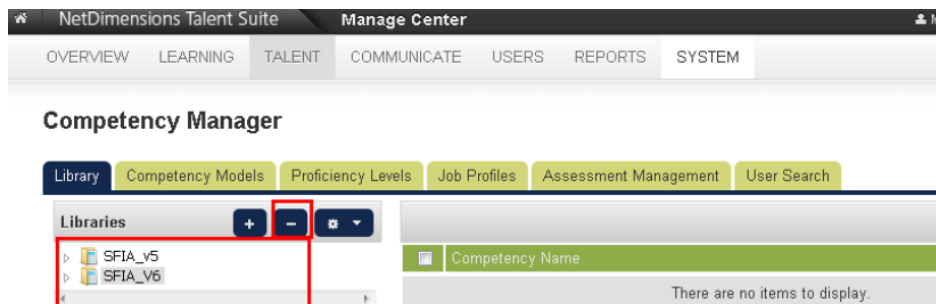 NetDimensions Talent Suite Manage Center
OVERVIEW LEARNING TALENT COMMUNICATE USERS REPORTS SYSTEM
Competency Manager
Library Competency Models Proficiency Levels Job Profiles Assessment Management User Search
Libraries
SFIA_v5
SFIA_V6
Competency Name
There are no items to display.